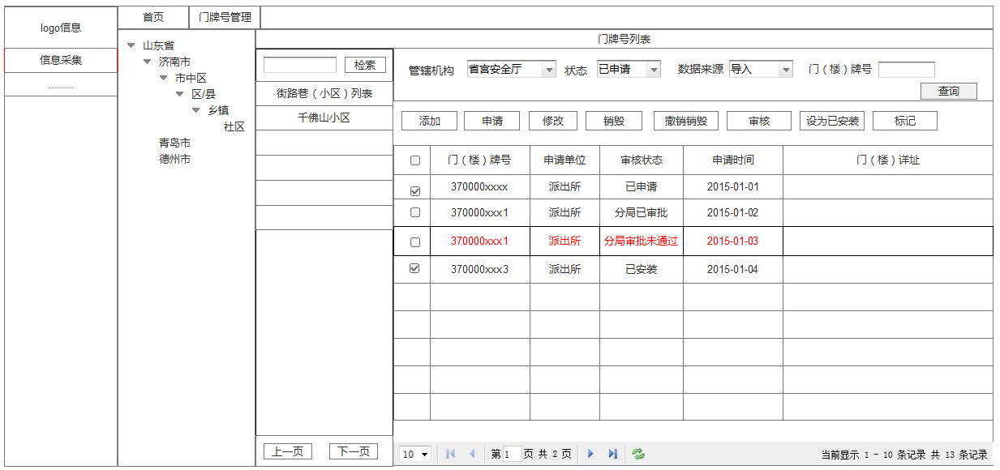 logo信息
信息采集
........
首页 门牌号管理
山东省
济南市
市中区
区/县
乡镇
社区
青岛市
德州市
门牌号列表
检索
街路巷（小区）列表
千佛山小区
上一页 下一页
管辖机构 省宫安全厅 状态 已申请 数据来源 导入 门（楼）牌号
查询
添加 申请 修改 销毁 撤销销毁 审核 设为已安装 标记
门（楼）牌号 申请单位 审核状态 申请时间 门（楼）详址
370000xxxx 派出所 已申请 2015-01-01
370000xxx1 派出所 分局已审批 2015-01-02
370000xxx1 派出所 分局审批未通过 2015-01-03
370000xxx3 派出所 已安装 2015-01-04
10 第 1 页 共 2 页 当前显示 1 - 10 条记录 共 13 条记录